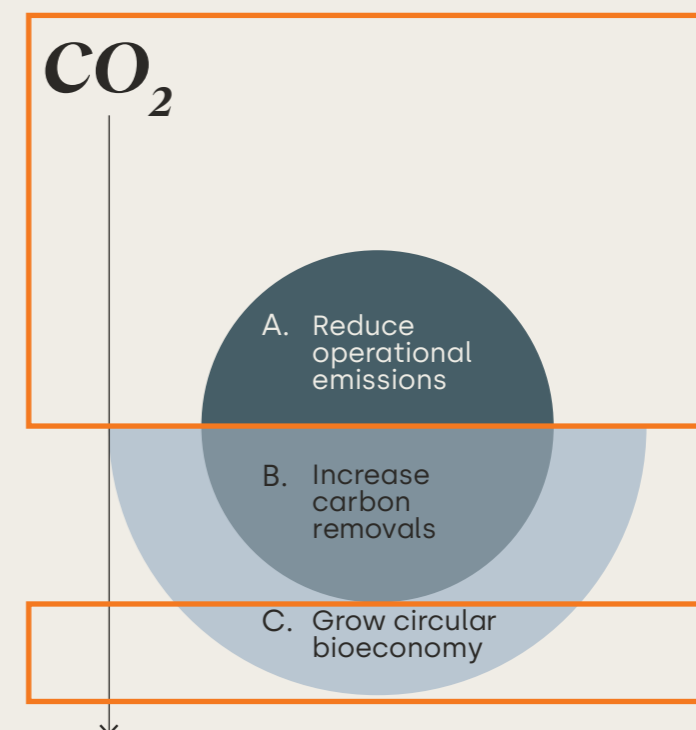 CO₂
A. Reduce
operational
emissions
B. Increase
carbon
removals
C. Grow circular
bioeconomy